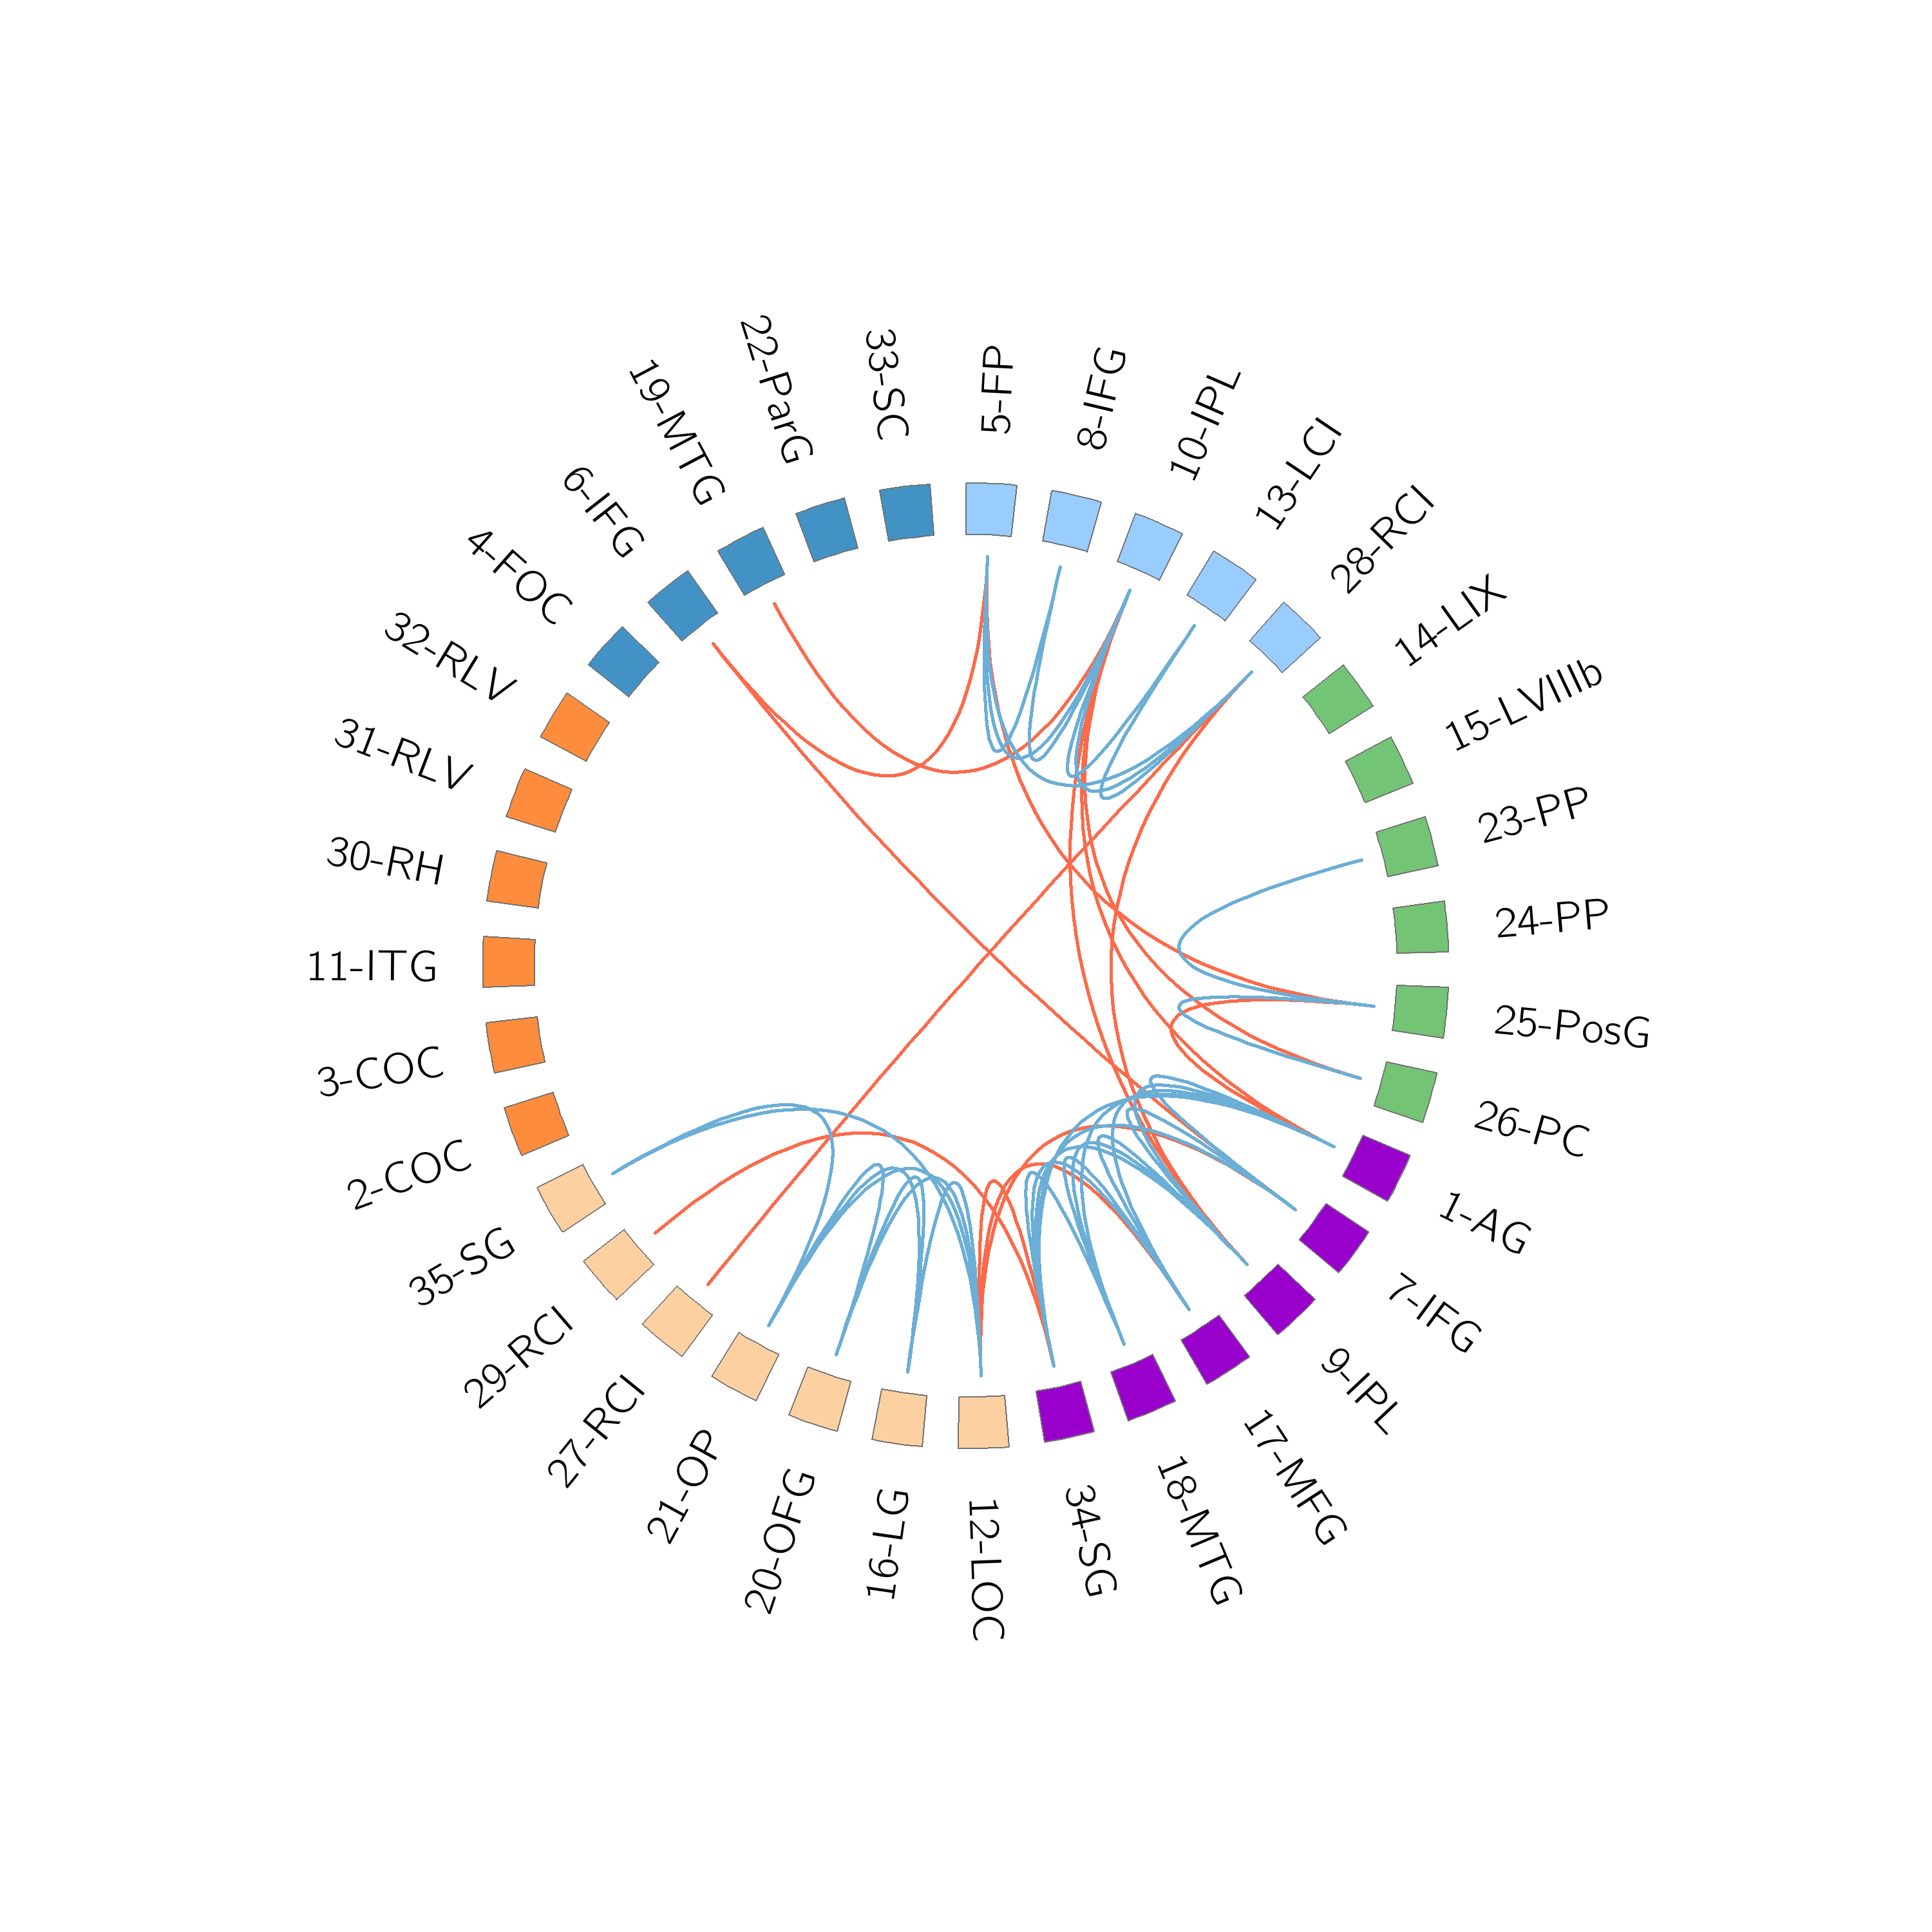 5-FP
8-IFG
10-IPL
13-LCI
28-RCI
14-LIX
15-LVIIIb
23-PP
24-PP
25-PosG
26-PC
1-AG
7-IFG
9-IPL
17-MFG
18-MTG
34-SG
12-LOC
16-LG
20-OFG
21-OP
27-RCI
29-RCI
35-SG
2-COC
3-COC
11-ITG
30-RH
31-RLV
32-RLV
4-FOC
6-IFG
19-MTG
22-ParG
33-SC